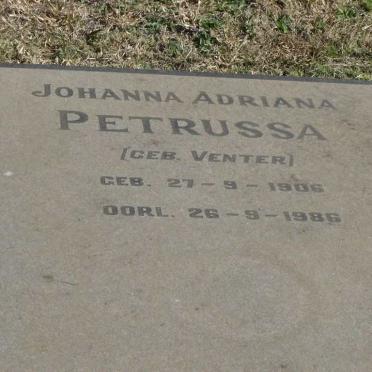 JOHANNA ADRIANA
PETRUSSA
(GEB. VENTER)
GEB. 27-9-1906
OORL. 26-9-1986